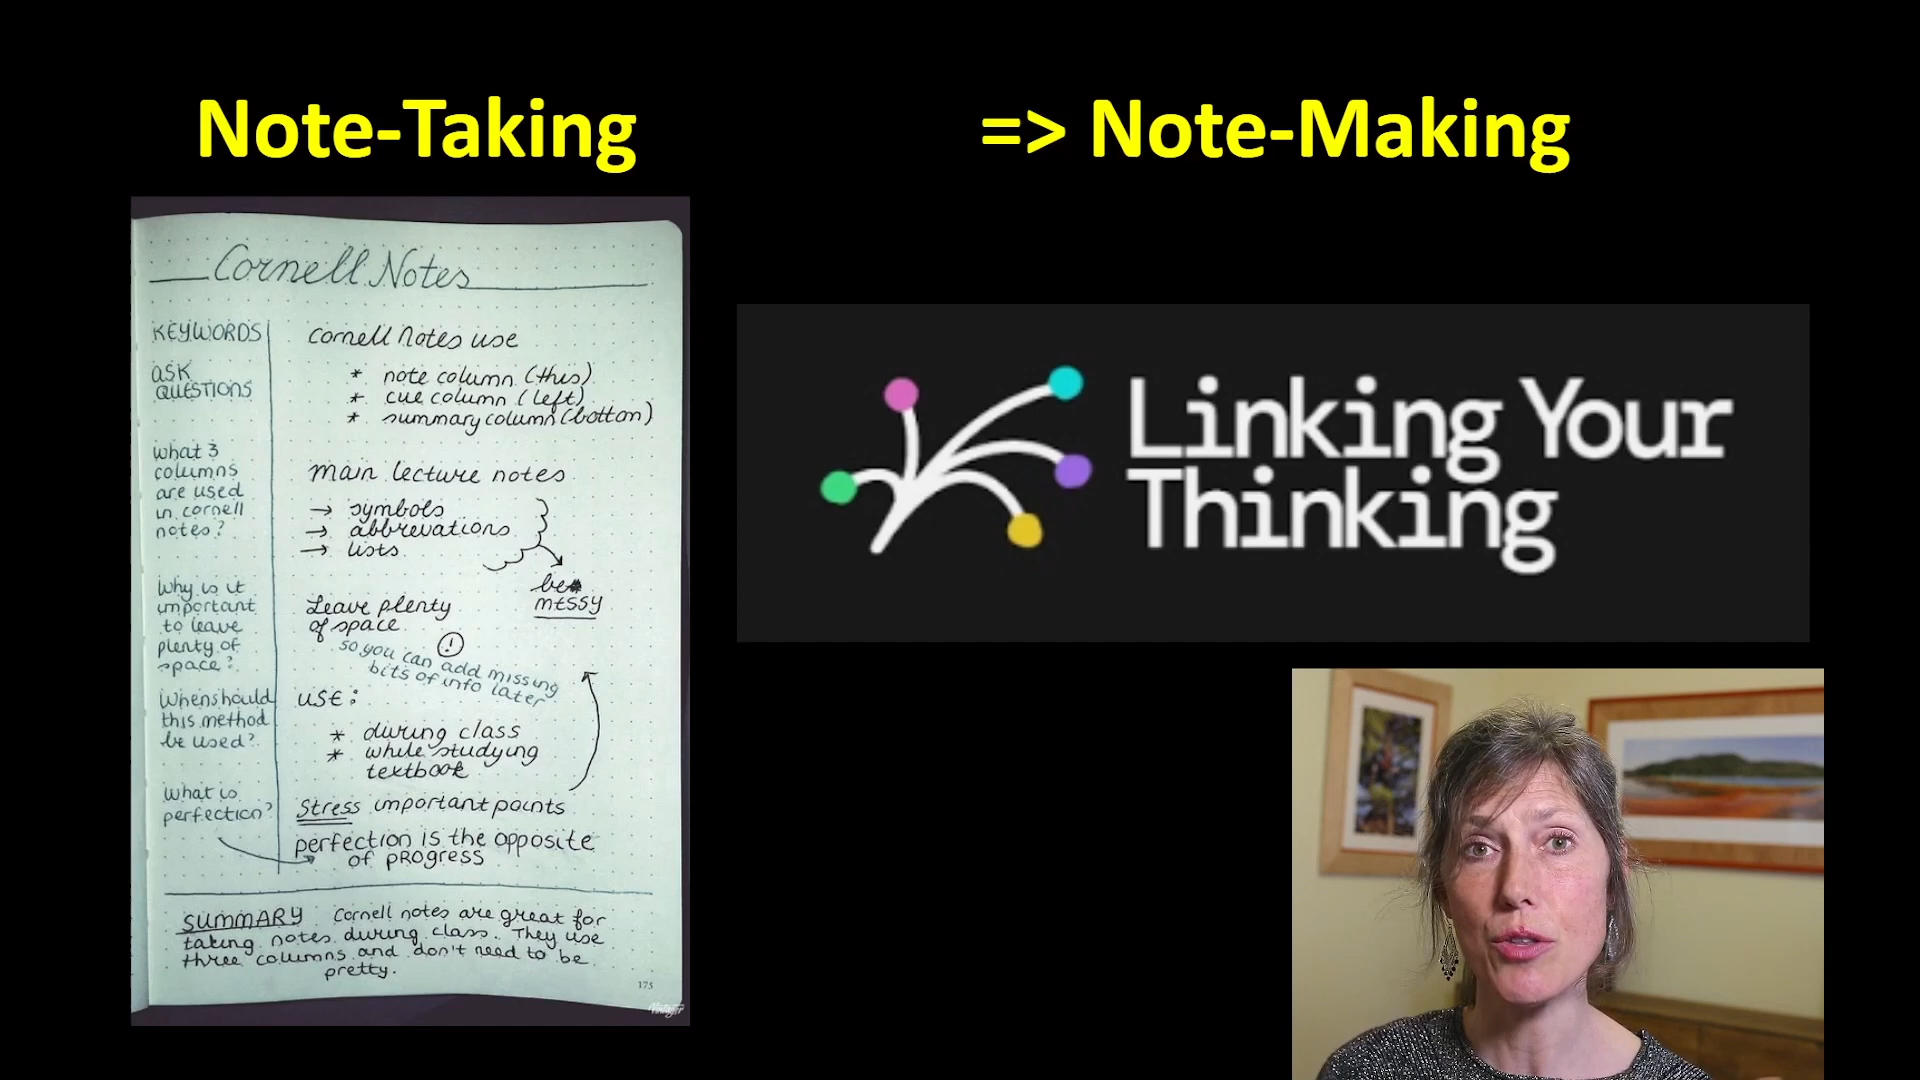 Note-Taking
=> Note-Making
Cornell Notes
KEYWORDS
ASK
QUESTIONS
what 3
columns
are used
in cornell
notes?
Why is it
important
to leave
plenty of
space?
When should
this method
be used?
What is
perfection?
Cornell Notes use
* note column (this)
* cue column (left)
* summary column (bottom)
main lecture notes
→ symbols
→ abbrevations
→ lists
be
messy
Leave plenty
of space
!
so you can add missing
bits of info later
use:
* during class
* while studying
textbook
Stress important points
perfection is the opposite
of progress
SUMMARY Cornell notes are great for
taking notes during class. They use
three columns and don't need to be
pretty.
175
Linking Your
Thinking